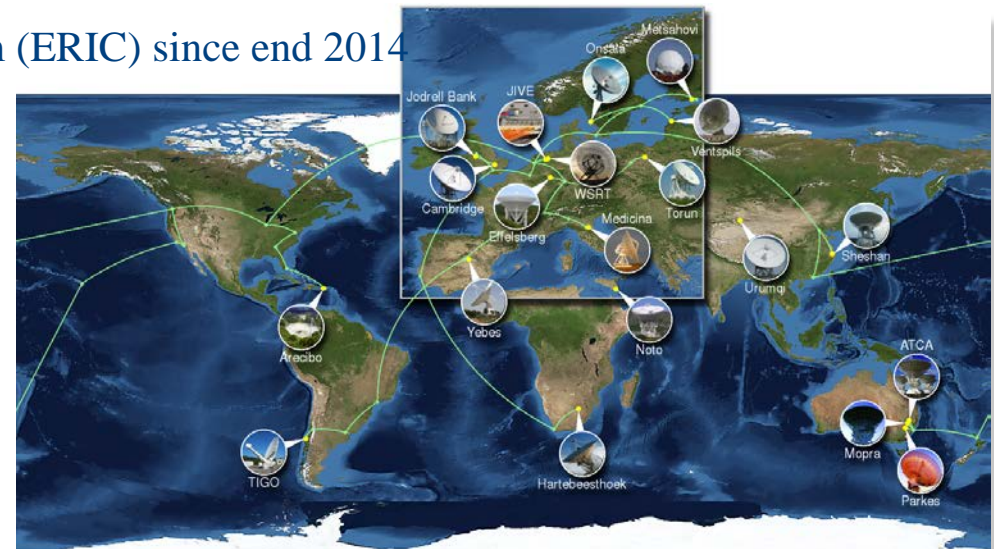 n (ERIC) since end 2014
Metsahovi
Onsala
Jodrell Bank
JIVE
Ventspils
WSRT
Cambridge
Torun
Effelsberg
Medicina
Sheshan
Urumqi
Yebes
Noto
Arecibo
ATCA
Mopra
TIGO
Hartebeesthoek
Parkes